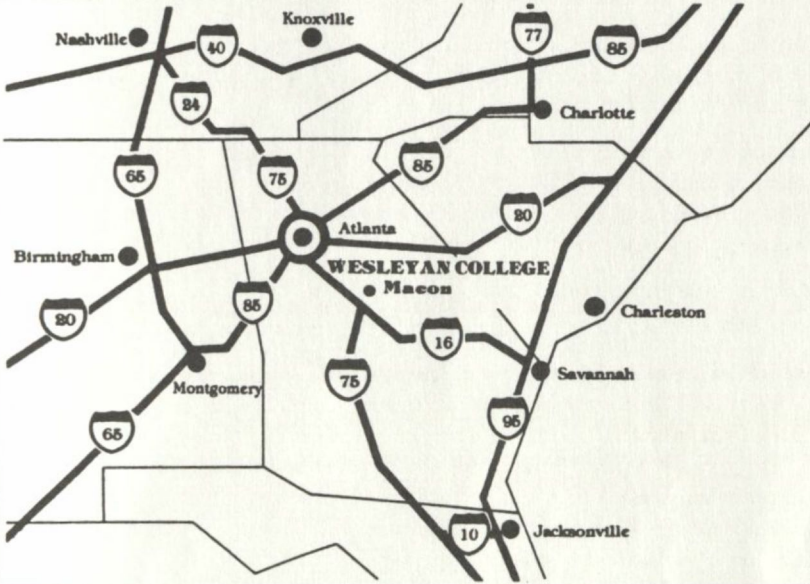 Knoxville
77
Nashville
40
85
24
Charlotte
65
75
85
20
Atlanta
Birmingham
WESLEYAN COLLEGE
Macon
85
20
16
Charleston
75
Savannah
Montgomery
95
65
10
Jacksonville